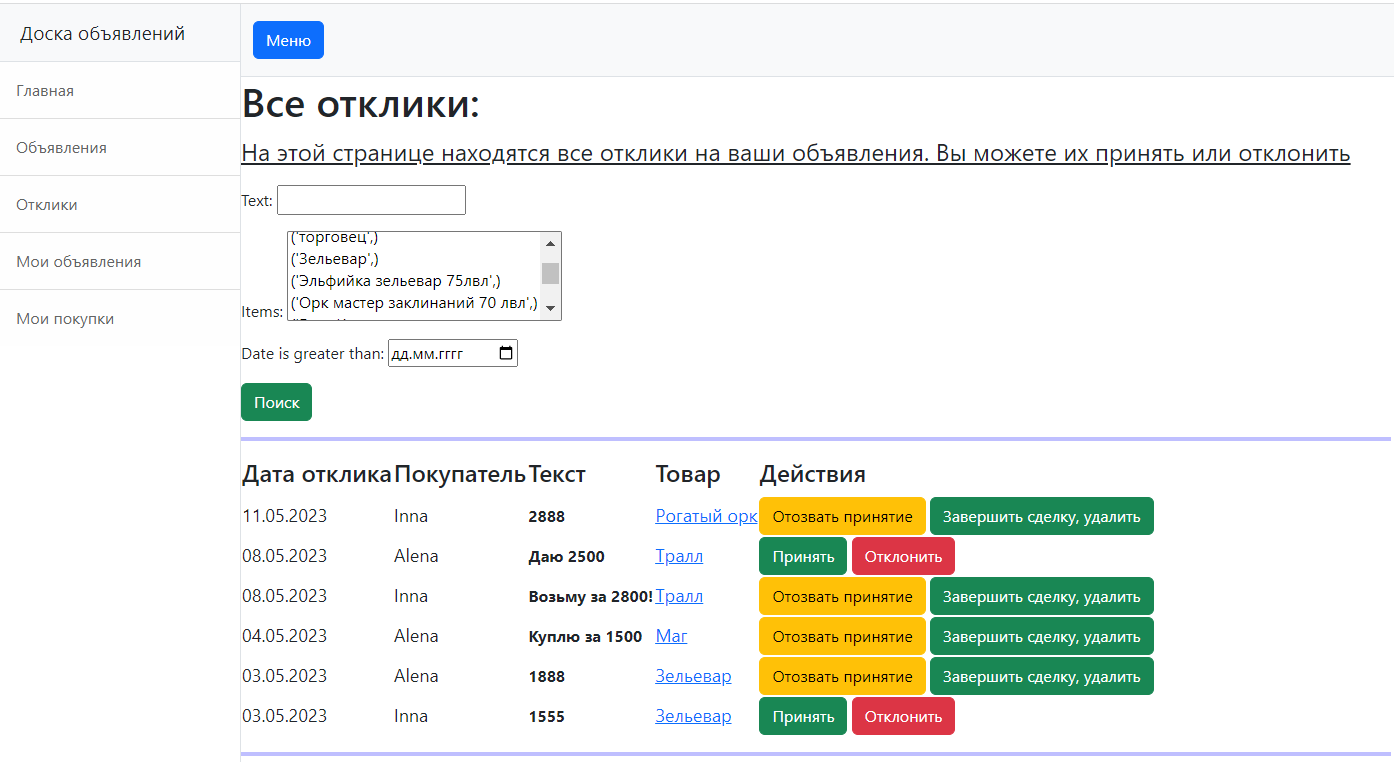 Доска объявлений
Меню
Главная
Объявления
Отклики
Мои объявления
Мои покупки
Все отклики:
На этой странице находятся все отклики на ваши объявления. Вы можете их принять или отклонить
Text:
Items:
('торговец',)
('Зельевар',)
('Эльфийка зельевар 75лвл',)
('Орк мастер заклинаний 70 лвл',)
Date is greater than: дд.мм.гггг
Поиск
Дата отклика Покупатель Текст Товар Действия
11.05.2023 Inna 2888 Рогатый орк Отозвать принятие Завершить сделку, удалить
08.05.2023 Alena Даю 2500 Тралл Принять Отклонить
08.05.2023 Inna Возьму за 2800! Тралл Отозвать принятие Завершить сделку, удалить
04.05.2023 Alena Куплю за 1500 Маг Отозвать принятие Завершить сделку, удалить
03.05.2023 Alena 1888 Зельевар Отозвать принятие Завершить сделку, удалить
03.05.2023 Inna 1555 Зельевар Принять Отклонить